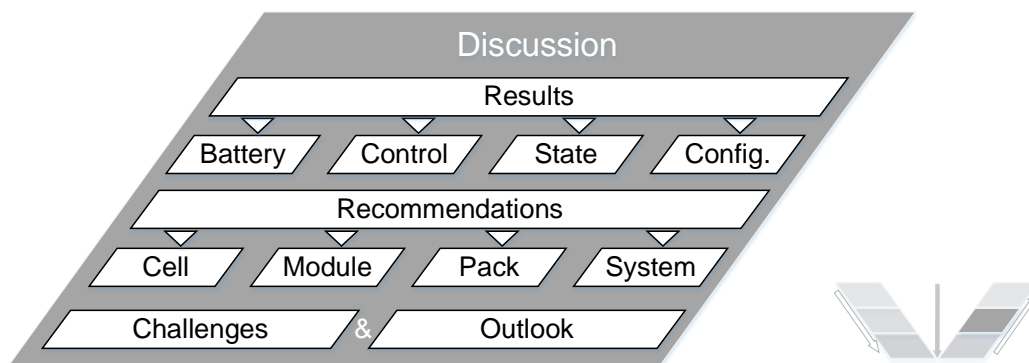 Discussion
Results
Battery Control State Config.
Recommendations
Cell Module Pack System
Challenges & Outlook